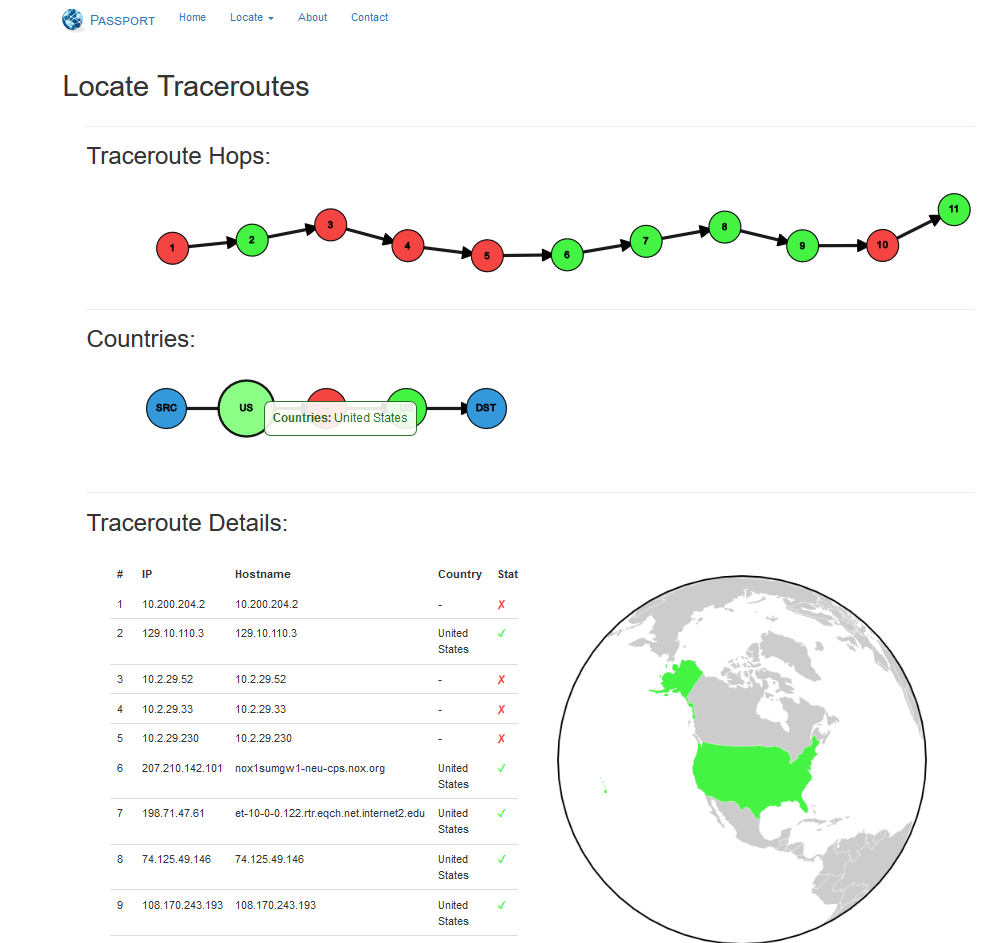 PASSPORT Home Locate About Contact
Locate Traceroutes
Traceroute Hops:
1 2 3 4 5 6 7 8 9 10 11
Countries:
SRC US DST
Countries: United States
Traceroute Details:
# IP Hostname Country Stat
1 10.200.204.2 10.200.204.2 - ✗
2 129.10.110.3 129.10.110.3 United
States ✓
3 10.2.29.52 10.2.29.52 - ✗
4 10.2.29.33 10.2.29.33 - ✗
5 10.2.29.230 10.2.29.230 - ✗
6 207.210.142.101 nox1sumgw1-neu-cps.nox.org United
States ✓
7 198.71.47.61 et-10-0-0.122.rtr.eqch.net.internet2.edu United
States ✓
8 74.125.49.146 74.125.49.146 United
States ✓
9 108.170.243.193 108.170.243.193 United
States ✓